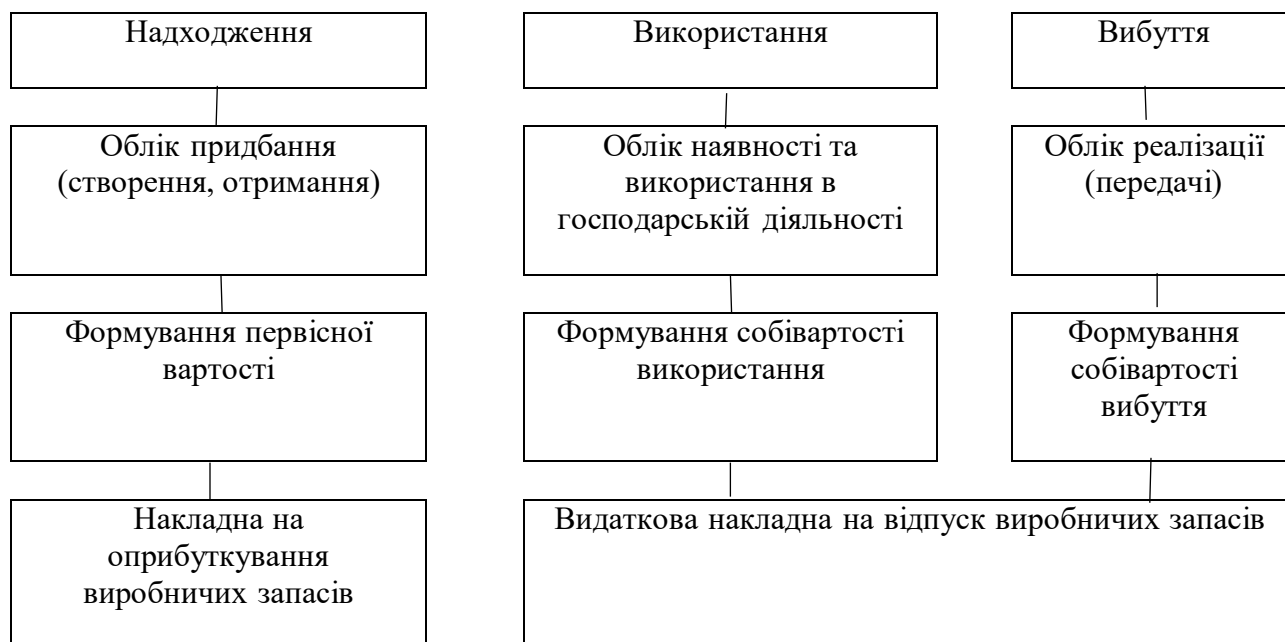 Надходження
Використання
Вибуття
Облік придбання
(створення, отримання)
Облік наявності та
використання в
господарській діяльності
Облік реалізації
(передачі)
Формування первісної
вартості
Формування собівартості
використання
Формування
собівартості
вибуття
Накладна на
оприбуткування
виробничих запасів
Видаткова накладна на відпуск виробничих запасів